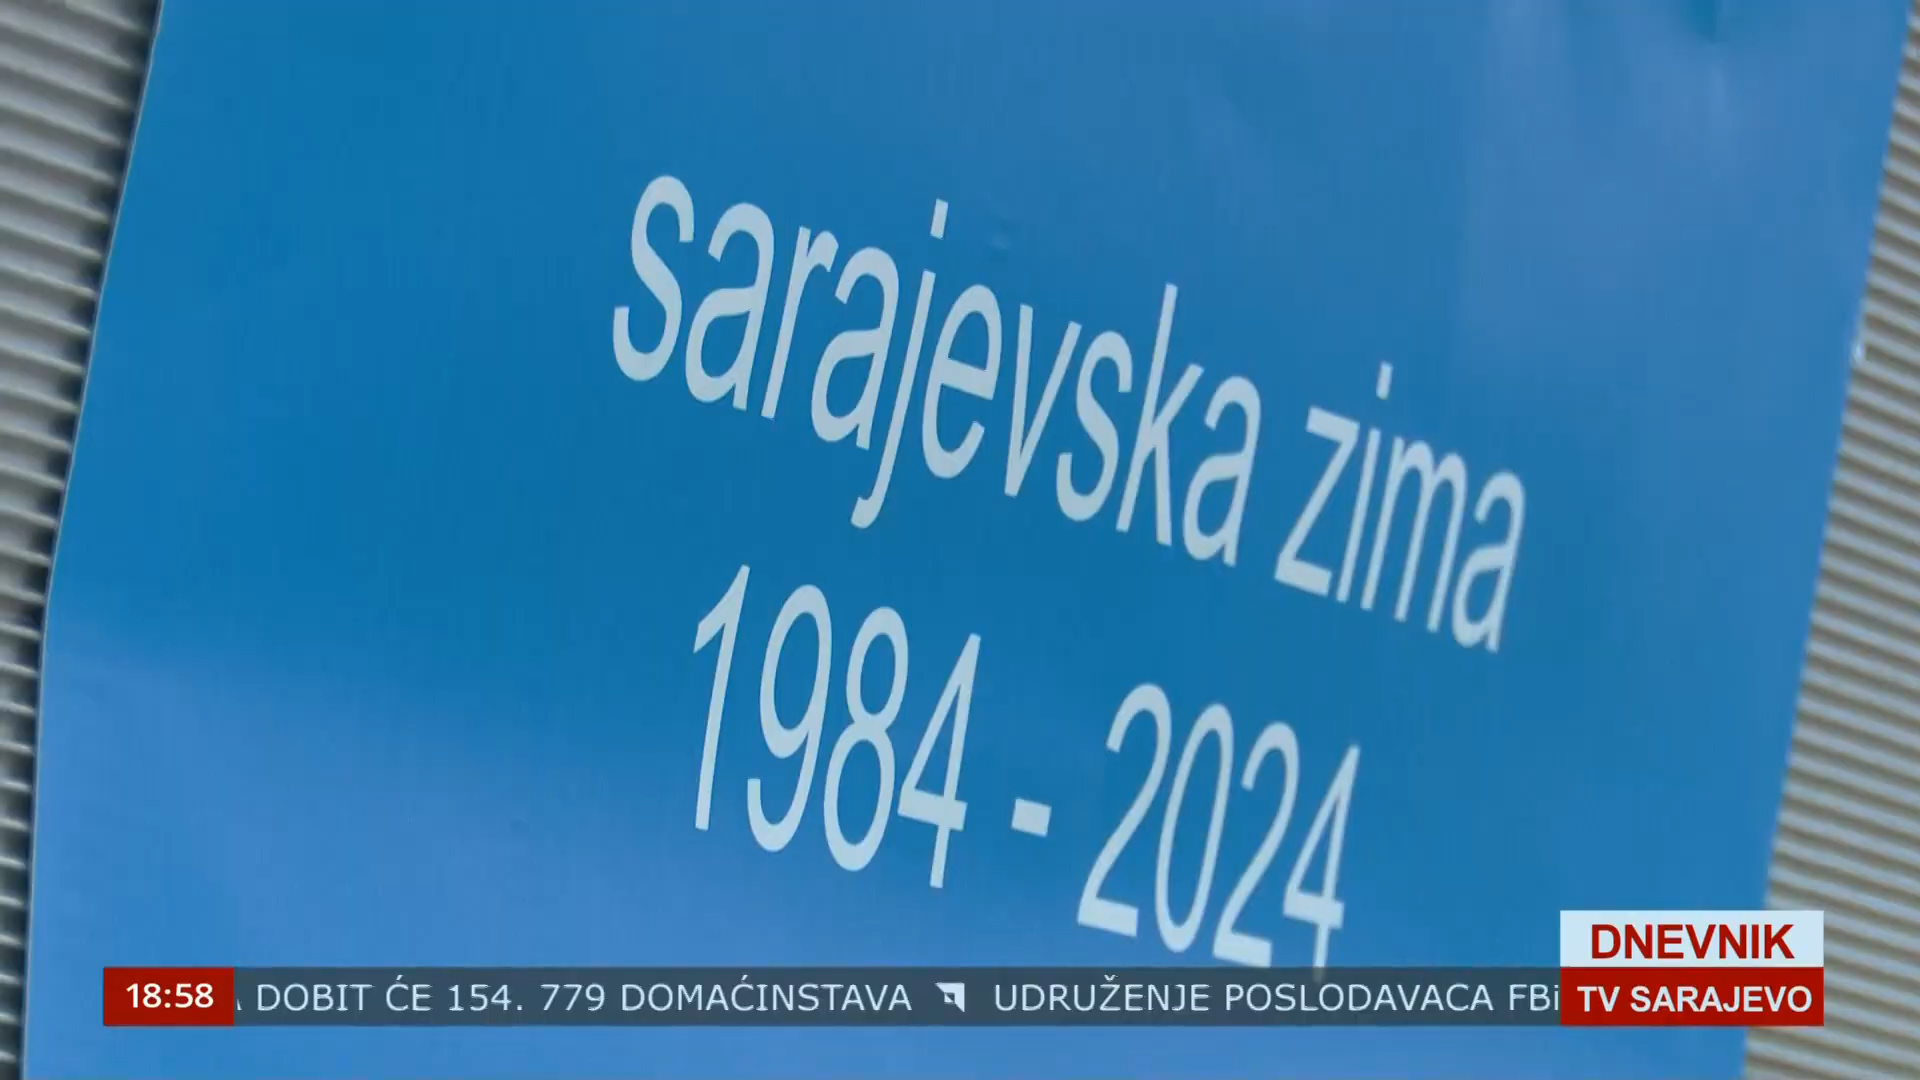 sarajevska zima
1984 - 2024
DNEVNIK
18:58
DOBIT ĆE 154. 779 DOMAĆINSTAVA
UDRUŽENJE POSLODAVACA FBi
TV SARAJEVO